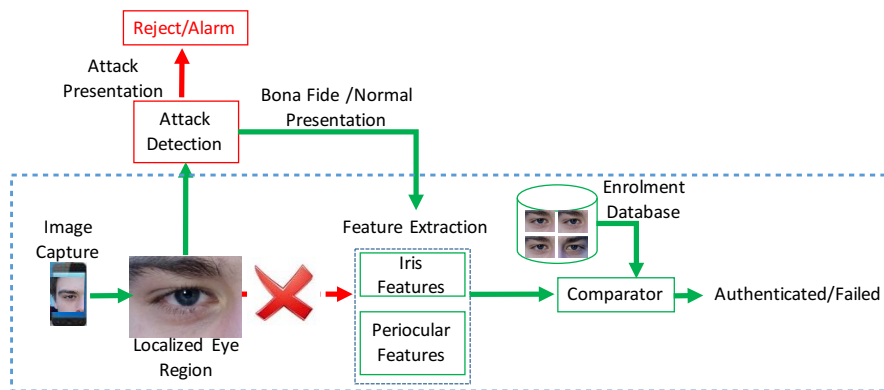 Reject/Alarm
Attack
Presentation
Attack
Detection
Bona Fide /Normal
Presentation
Image
Capture
Localized Eye
Region
Feature Extraction
Iris
Features
Periocular
Features
Enrolment
Database
Comparator
Authenticated/Failed